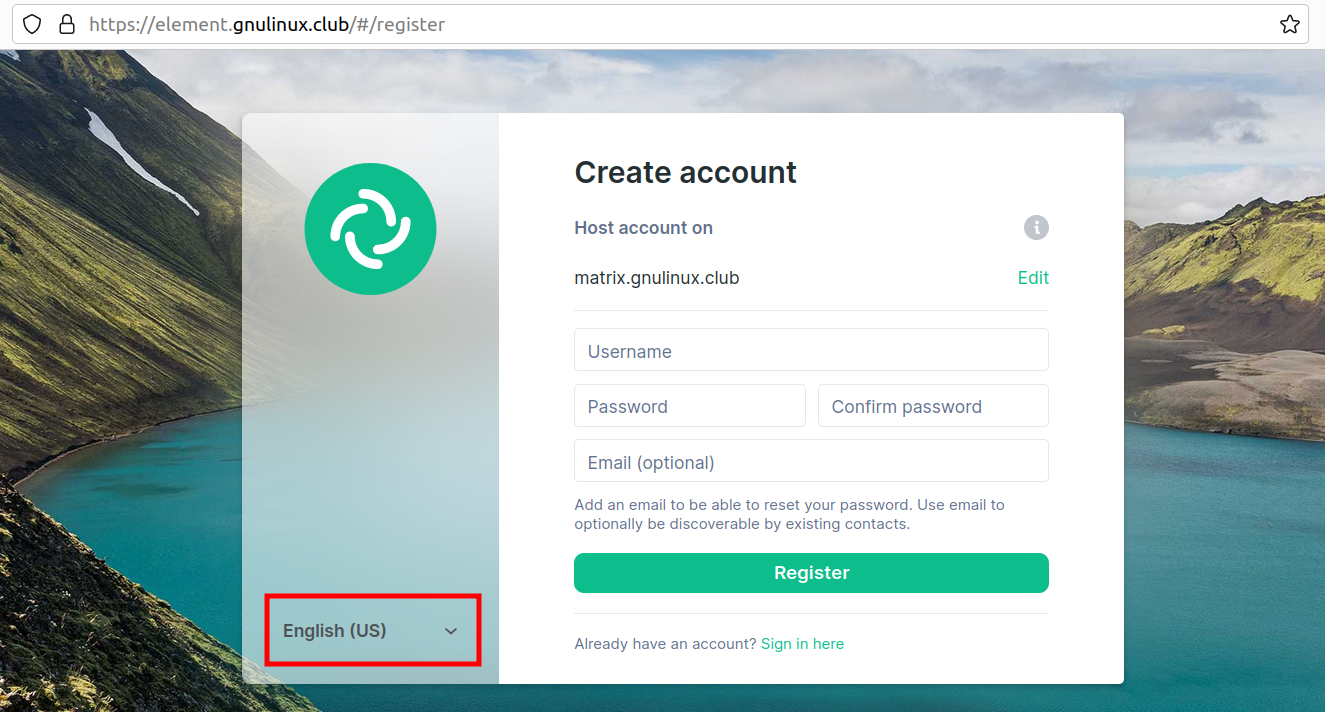 https://element.gnulinux.club/#/register
Create account
Host account on
matrix.gnulinux.club Edit
Username
Password Confirm password
Email (optional)
Add an email to be able to reset your password. Use email to
optionally be discoverable by existing contacts.
Register
English (US)
Already have an account? Sign in here